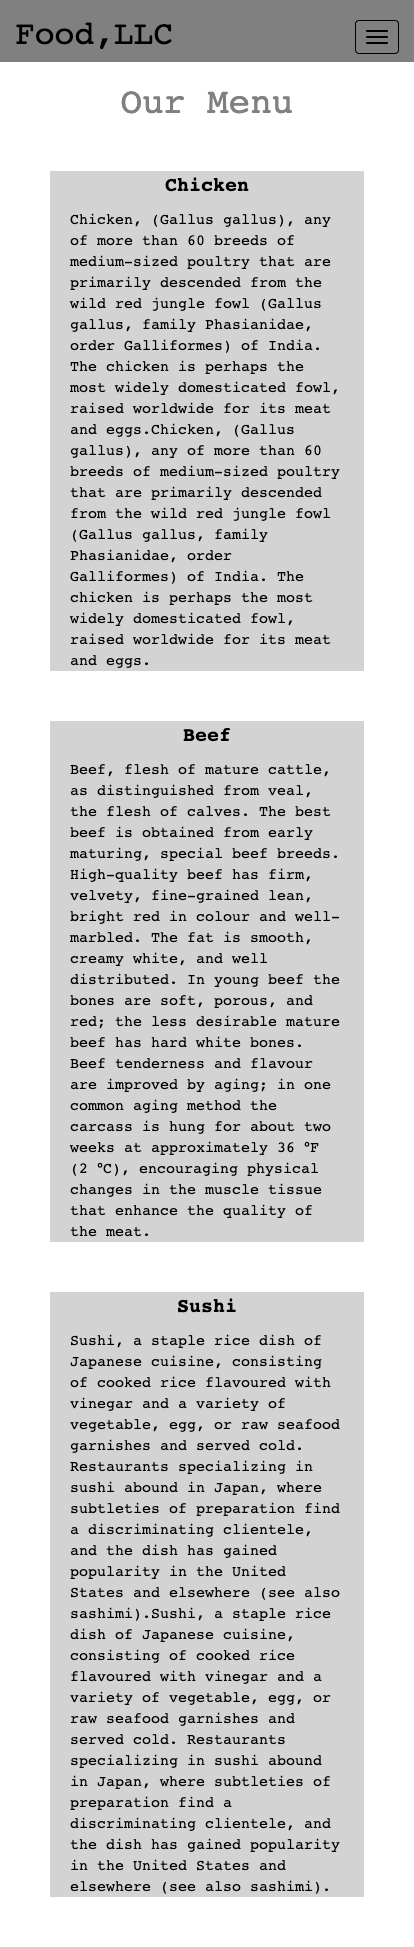 Food,LLC
Our Menu
Chicken
Chicken, (Gallus gallus), any
of more than 60 breeds of
medium-sized poultry that are
primarily descended from the
wild red jungle fowl (Gallus
gallus, family Phasianidae,
order Galliformes) of India.
The chicken is perhaps the
most widely domesticated fowl,
raised worldwide for its meat
and eggs.Chicken, (Gallus
gallus), any of more than 60
breeds of medium-sized poultry
that are primarily descended
from the wild red jungle fowl
(Gallus gallus, family
Phasianidae, order
Galliformes) of India. The
chicken is perhaps the most
widely domesticated fowl,
raised worldwide for its meat
and eggs.
Beef
Beef, flesh of mature cattle,
as distinguished from veal,
the flesh of calves. The best
beef is obtained from early
maturing, special beef breeds.
High-quality beef has firm,
velvety, fine-grained lean,
bright red in colour and well-
marbled. The fat is smooth,
creamy white, and well
distributed. In young beef the
bones are soft, porous, and
red; the less desirable mature
beef has hard white bones.
Beef tenderness and flavour
are improved by aging; in one
common aging method the
carcass is hung for about two
weeks at approximately 36 °F
(2 °C), encouraging physical
changes in the muscle tissue
that enhance the quality of
the meat.
Sushi
Sushi, a staple rice dish of
Japanese cuisine, consisting
of cooked rice flavoured with
vinegar and a variety of
vegetable, egg, or raw seafood
garnishes and served cold.
Restaurants specializing in
sushi abound in Japan, where
subtleties of preparation find
a discriminating clientele,
and the dish has gained
popularity in the United
States and elsewhere (see also
sashimi).Sushi, a staple rice
dish of Japanese cuisine,
consisting of cooked rice
flavoured with vinegar and a
variety of vegetable, egg, or
raw seafood garnishes and
served cold. Restaurants
specializing in sushi abound
in Japan, where subtleties of
preparation find a
discriminating clientele, and
the dish has gained popularity
in the United States and
elsewhere (see also sashimi).